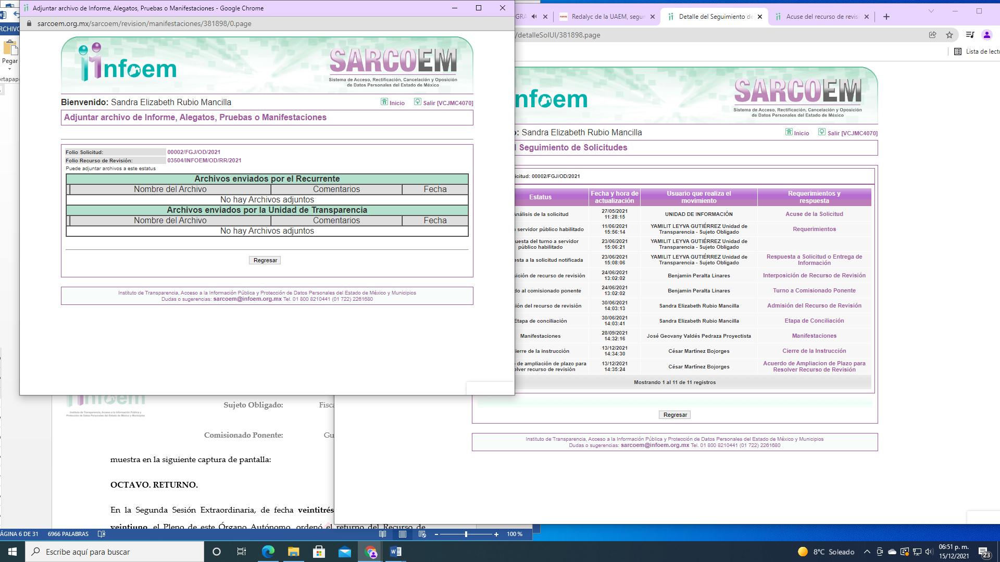 Adjuntar archivo de Informe, Alegatos, Pruebas o Manifestaciones - Google Chrome
sarcoem.org.mx/sarcoem/revision/manifestaciones/381898/0.page
infoem
SARCOEM
Sistema de Acceso, Rectificación, Cancelación y Oposición
de Datos Personales del Estado de México
Bienvenido: Sandra Elizabeth Rubio Mancilla
Inicio
Salir [VCJMC4070]
Adjuntar archivo de Informe, Alegatos, Pruebas o Manifestaciones
Folio Solicitud: 00002/FGJ/OD/2021
Folio Recurso de Revisión: 03504/INFOEM/OD/RR/2021
Puede adjuntar archivos a este estatus
Archivos enviados por el Recurrente
Nombre del Archivo Comentarios Fecha
No hay Archivos adjuntos
Archivos enviados por la Unidad de Transparencia
Nombre del Archivo Comentarios Fecha
No hay Archivos adjuntos
Regresar
Instituto de Transparencia, Acceso a la Información Pública y Protección de Datos Personales del Estado de México y Municipios
Dudas o sugerencias: sarcoem@infoem.org.mx Tel. 01 800 8210441 (01 722) 2261680
GRA
Redalyc de la UAEM, segur
Detalle del Seguimiento de
Acuse del recurso de revis
/detalleSolUI/381898.page
Lista de lectu
nfoem
SARCOEM
Sistema de Acceso, Rectificación, Cancelación y Oposición
de Datos Personales del Estado de México
o: Sandra Elizabeth Rubio Mancilla
Inicio
Salir [VCJMC4070]
l Seguimiento de Solicitudes
icitud: 00002/FGJ/OD/2021
Estatus
Fecha y hora de
actualización
Usuario que realiza el
movimiento
Requerimientos y
respuesta
Análisis de la solicitud
27/05/2021
11:28:15
UNIDAD DE INFORMACIÓN
Acuse de la Solicitud
servidor público habilitado
11/06/2021
15:56:14
YAMILIT LEYVA GUTIÉRREZ Unidad de
Transparencia - Sujeto Obligado
Requerimientos
uesta del turno a servidor
público habilitado
23/06/2021
15:06:21
YAMILIT LEYVA GUTIÉRREZ Unidad de
Transparencia - Sujeto Obligado
esta a la solicitud notificada
23/06/2021
15:08:06
YAMILIT LEYVA GUTIÉRREZ Unidad de
Transparencia - Sujeto Obligado
Respuesta a Solicitud o Entrega de
Información
sición de recurso de revisión
24/06/2021
13:02:02
Benjamin Peralta Linares
Interposición de Recurso de Revisión
do al comisionado ponente
24/06/2021
13:02:02
Benjamin Peralta Linares
Turno a Comisionado Ponente
ión del recurso de revisión
30/06/2021
14:03:13
Sandra Elizabeth Rubio Mancilla
Admisión del Recurso de Revisión
Etapa de conciliación
30/06/2021
14:03:41
Sandra Elizabeth Rubio Mancilla
Etapa de Conciliación
Manifestaciones
28/09/2021
14:32:16
José Geovany Valdés Pedraza Proyectista
Manifestaciones
ierre de la instrucción
13/12/2021
14:34:30
César Martínez Bojorges
Cierre de la Instrucción
de ampliación de plazo para
olver recurso de revisión
13/12/2021
14:35:24
César Martínez Bojorges
Acuerdo de Ampliacion de Plazo para
Resolver Recurso de Revisión
Mostrando 1 al 11 de 11 registros
Regresar
Instituto de Transparencia, Acceso a la Información Pública y Protección de Datos Personales del Estado de México y Municipios
Dudas o sugerencias: sarcoem@infoem.org.mx Tel. 01 800 8210441 (01 722) 2261680
RCHIVO
Pegar
rtapap
infoem
Instituto de Transparencia, Acceso a la Información Pública y
Protección de Datos Personales del Estado de México y Municipios
Sujeto Obligado: Fisca
Comisionado Ponente: Gu
muestra en la siguiente captura de pantalla:
OCTAVO. RETURNO.
En la Segunda Sesión Extraordinaria, de fecha veintitrés
veintiuno, el Pleno de este Órgano Autónomo, ordenó el returno del Recurso de
ÁGINA 6 DE 31
6966 PALABRAS
100 %
Escribe aquí para buscar
8°C Soleado
06:51 p. m.
15/12/2021
23